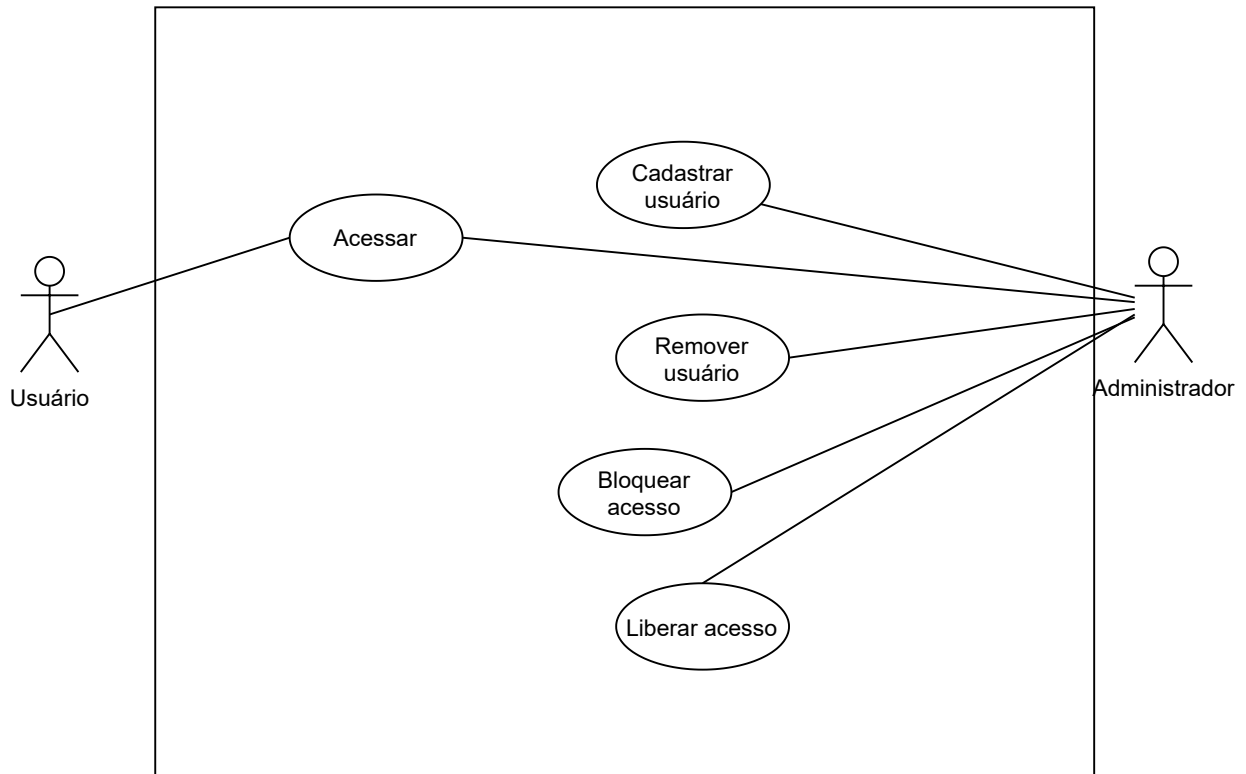 Cadastrar
usuário
Acessar
Remover
usuário
Usuário
Administrador
Bloquear
acesso
Liberar acesso